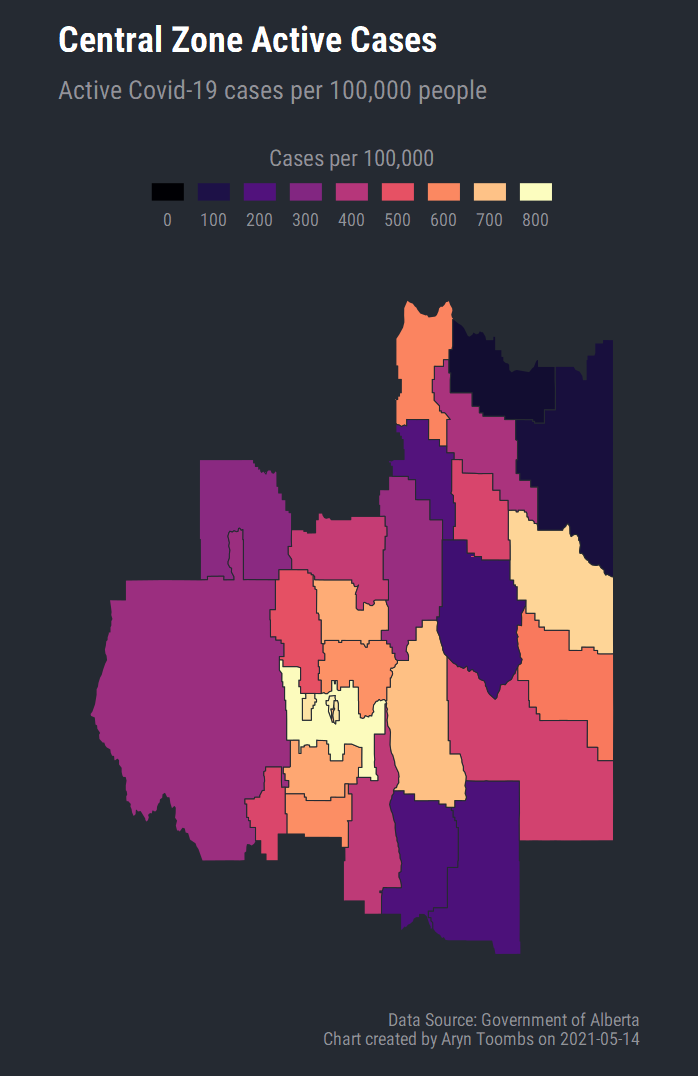 Central Zone Active Cases
Active Covid-19 cases per 100,000 people
Cases per 100,000
0 100 200 300 400 500 600 700 800
Data Source: Government of Alberta
Chart created by Aryn Toombs on 2021-05-14